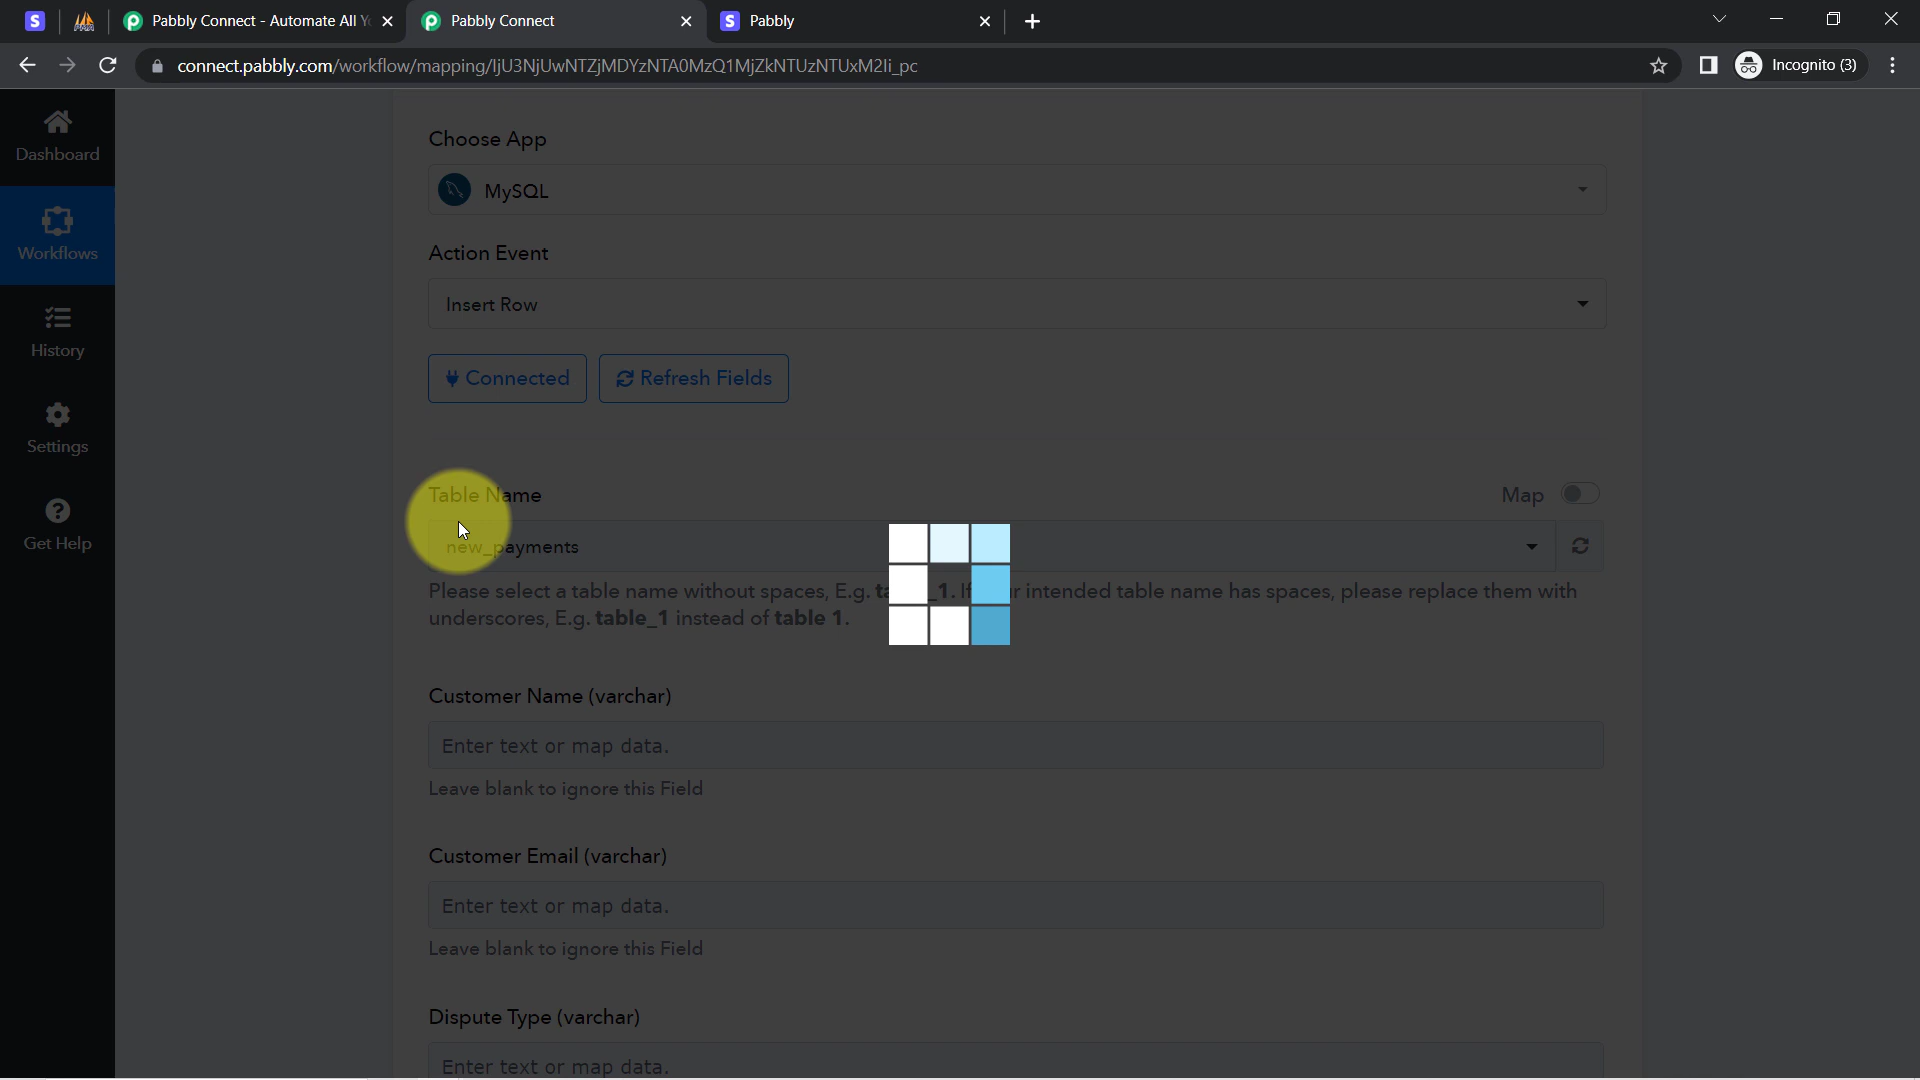 Pabbly Connect - Automate All Y
Pabbly Connect
Pabbly
connect.pabbly.com/workflow/mapping/IjU3NjUwNTZjMDYzNTA0MzQ1MjZkNTUzNTUxM2Ii_pc
Incognito (3)
Dashboard
Workflows
History
Settings
Get Help
Choose App
MySQL
Action Event
Insert Row
Connected
Refresh Fields
Table Name
Map
new_payments
Please select a table name without spaces, E.g. ta _1. If r intended table name has spaces, please replace them with
underscores, E.g. table_1 instead of table 1.
Customer Name (varchar)
Enter text or map data.
Leave blank to ignore this Field
Customer Email (varchar)
Enter text or map data.
Leave blank to ignore this Field
Dispute Type (varchar)
Enter text or map data.